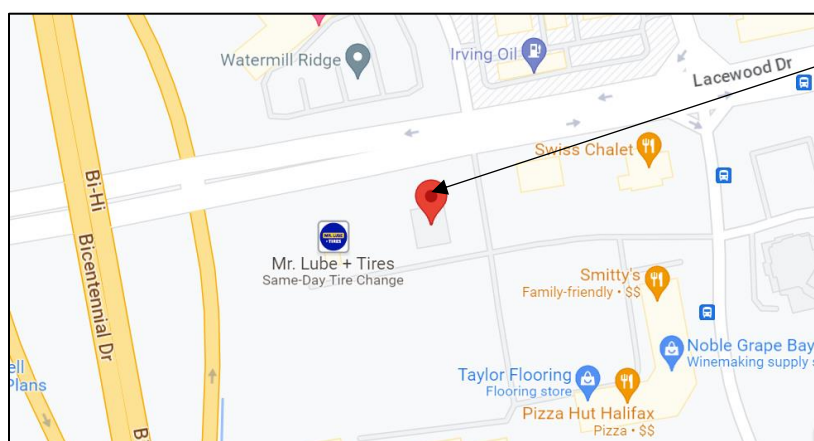 Watermill Ridge
Irving Oil
Lacewood Dr
Swiss Chalet
Bi-Hi
Bicentennial Dr
MR. LUBE
+ TIRES
Mr. Lube + Tires
Same-Day Tire Change
Smitty's
Family-friendly • $$
Noble Grape Bay
Winemaking supply s
ell
Plans
Taylor Flooring
Flooring store
Pizza Hut Halifax
Pizza • $$
B